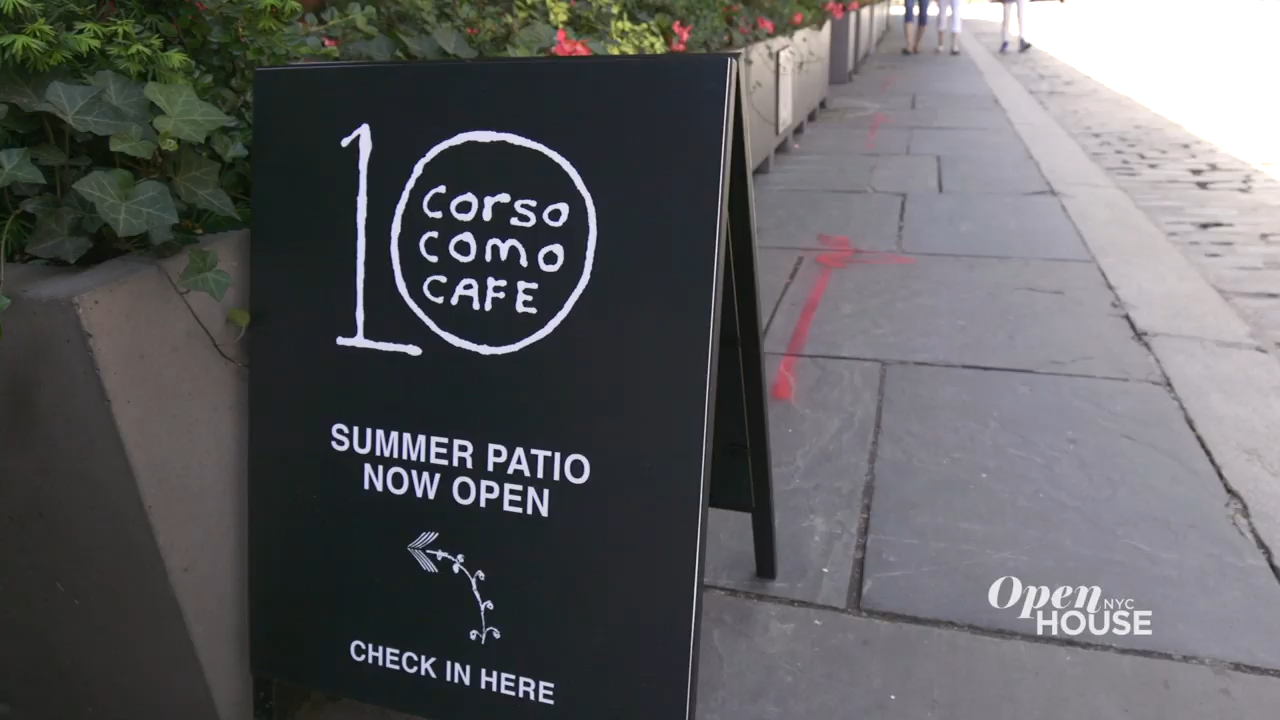 10
corso
como
CAFE
SUMMER PATIO
NOW OPEN
CHECK IN HERE
Open NYC
HOUSE